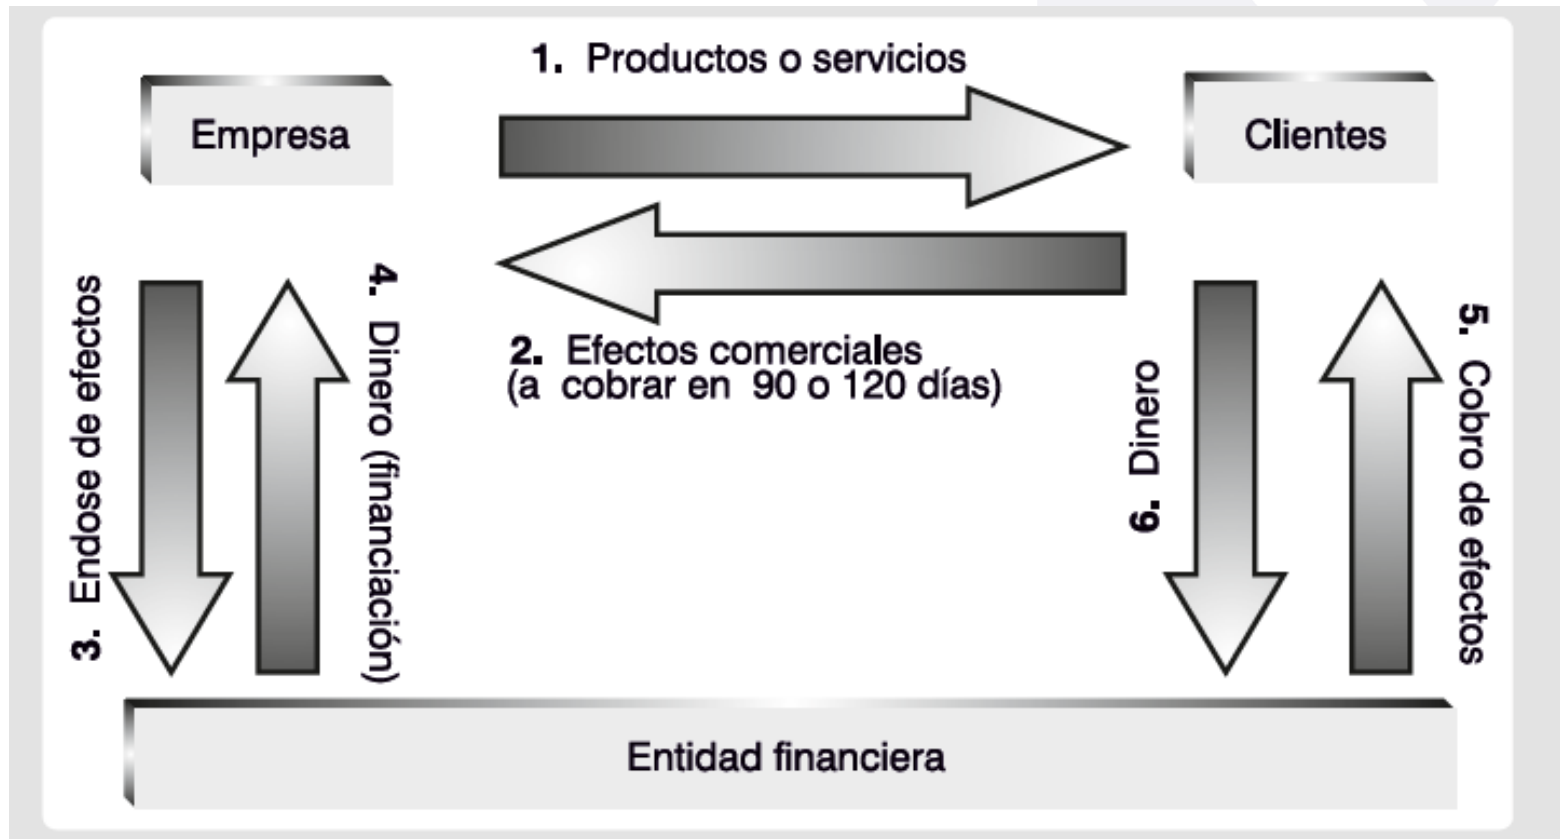 1. Productos o servicios
Empresa
Clientes
2. Efectos comerciales
(a cobrar en 90 o 120 días)
3. Endose de efectos
4. Dinero (financiación)
6. Dinero
5. Cobro de efectos
Entidad financiera